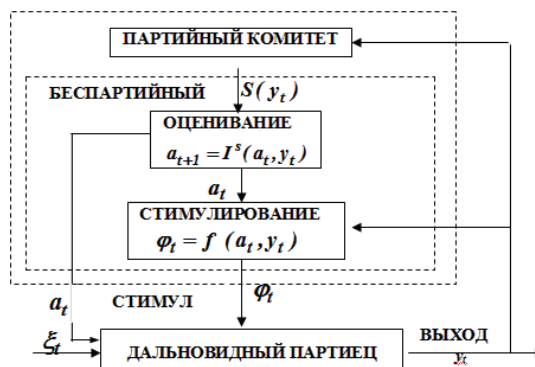 ПАРТИЙНЫЙ КОМИТЕТ
БЕСПАРТИЙНЫЙ
S(y_t)
ОЦЕНИВАНИЕ
a_{t+1} = I^s(a_t, y_t)
a_t
СТИМУЛИРОВАНИЕ
φ_t = f (a_t, y_t)
a_t
СТИМУЛ
φ_t
ξ_t
ДАЛЬНОВИДНЫЙ ПАРТИЕЦ
ВЫХОД
y_t